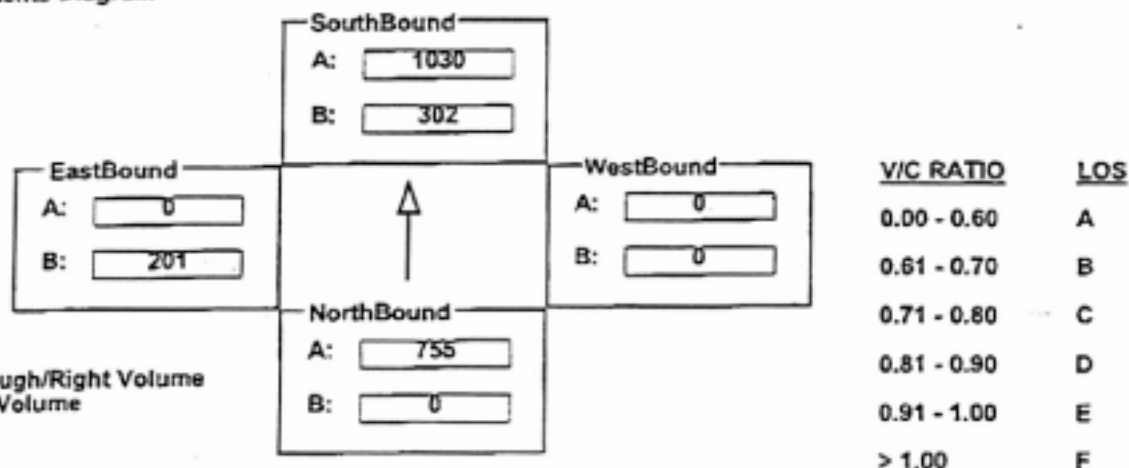 SouthBound
A: 1030
B: 302
EastBound
A: 0
B: 201
WestBound
A: 0
B: 0
NorthBound
A: 755
B: 0
Volume
V/C RATIO LOS
0.00 - 0.60 A
0.61 - 0.70 B
0.71 - 0.80 C
0.81 - 0.90 D
0.91 - 1.00 E
> 1.00 F